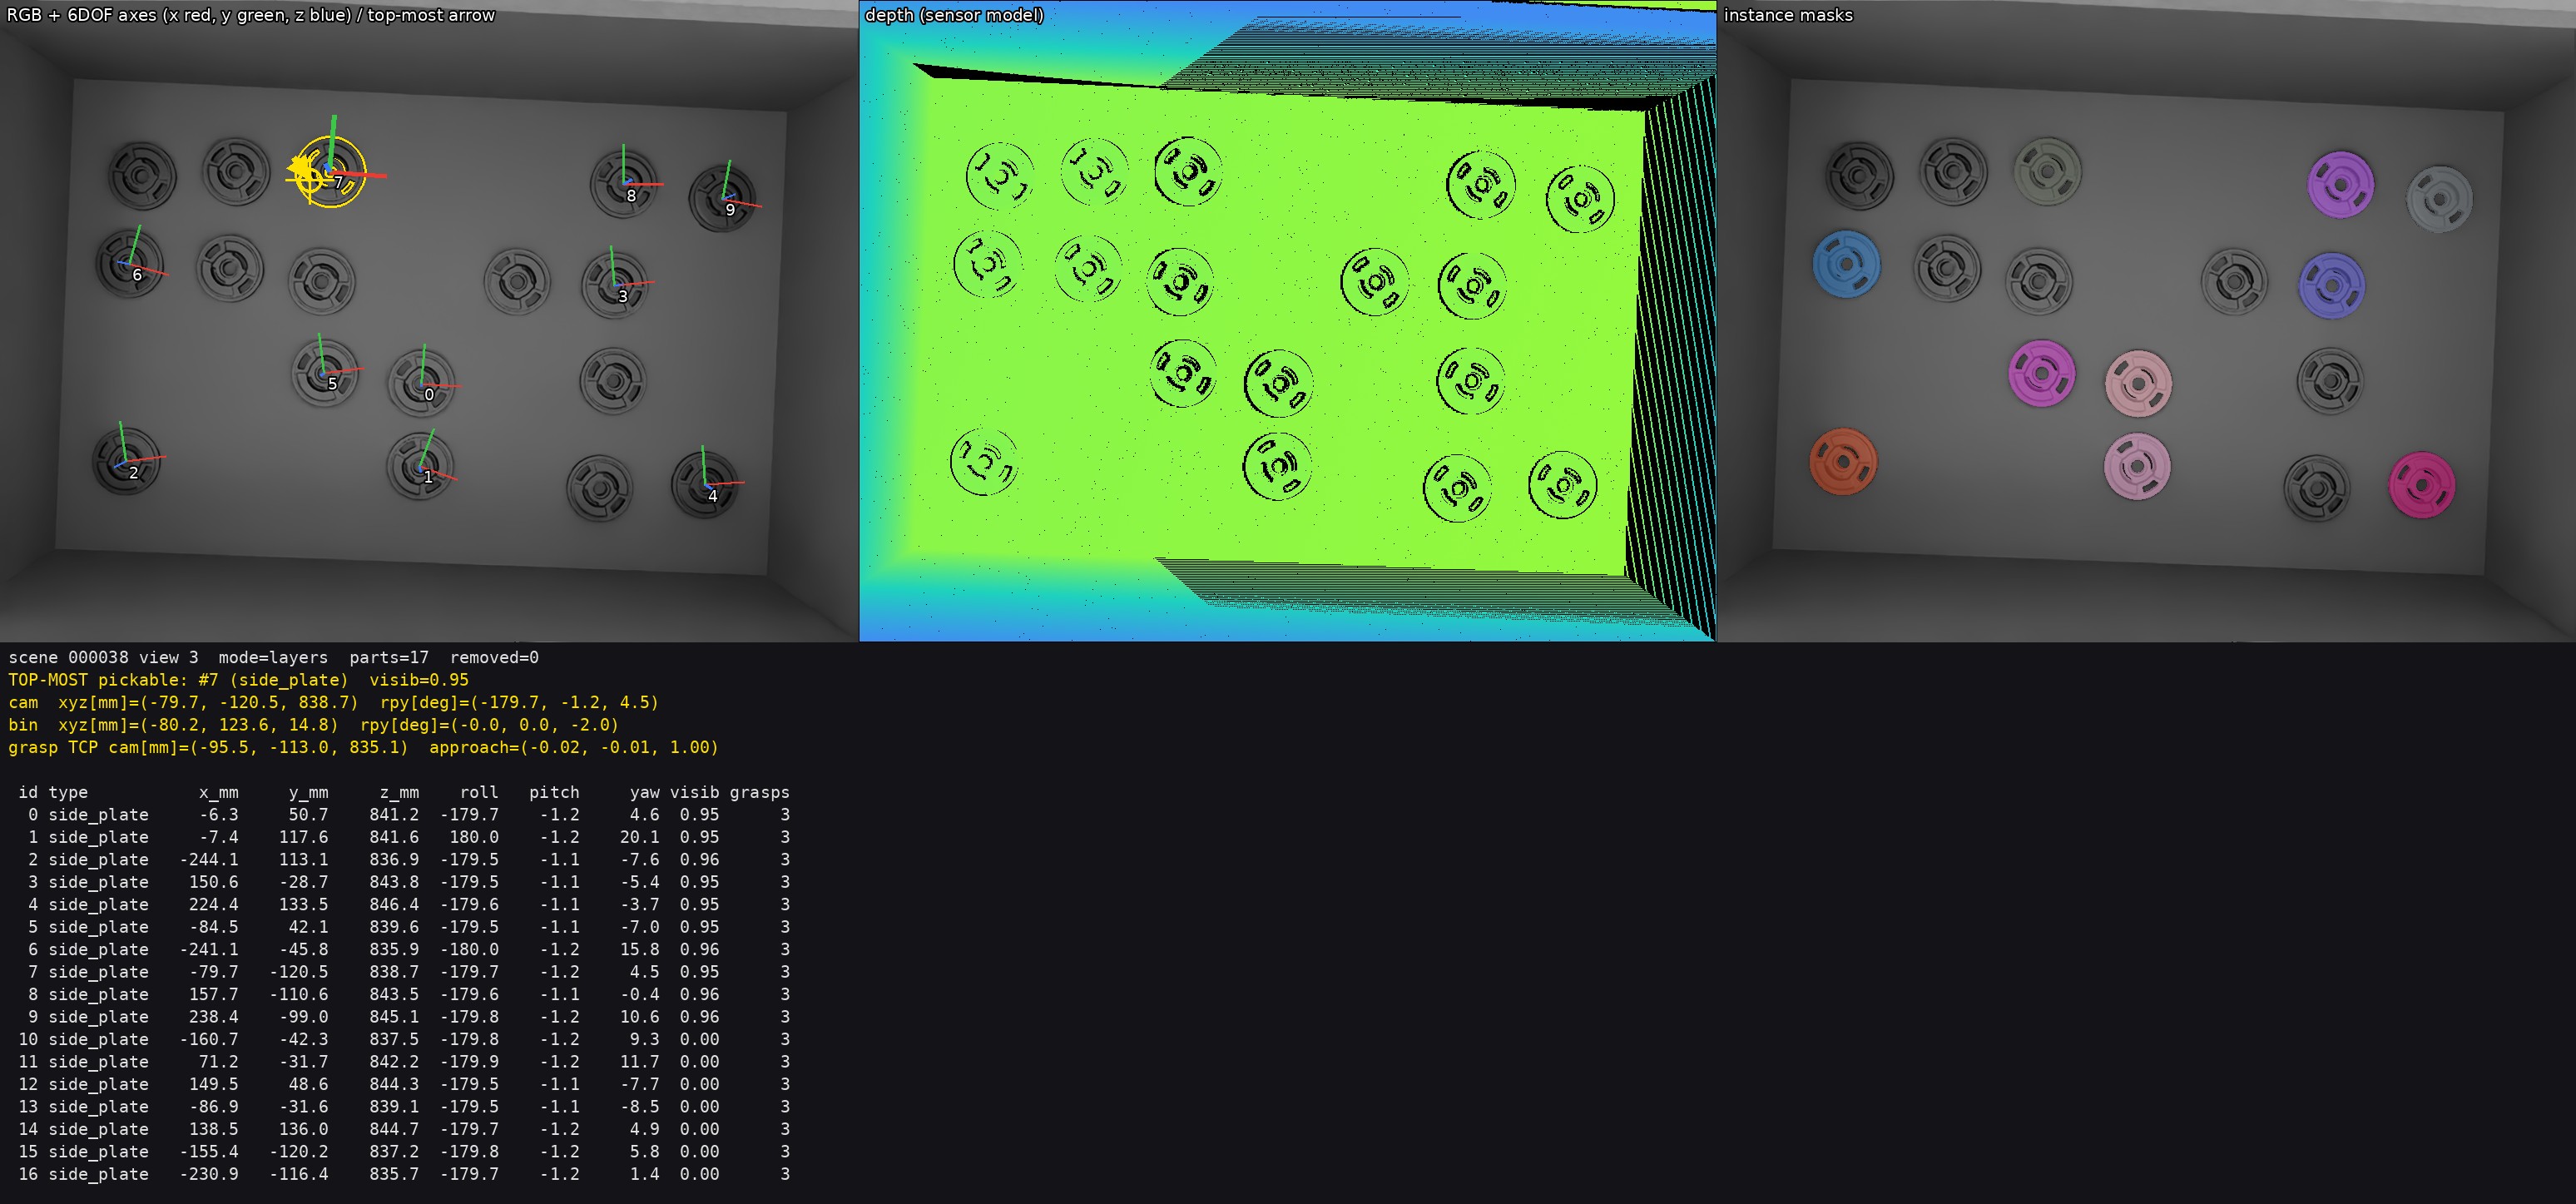 RGB + 6DOF axes (x red, y green, z blue) / top-most arrow
depth (sensor model)
instance masks
7
8
9
6
3
5
0
2
1
4
scene 000038 view 3  mode=layers  parts=17  removed=0
TOP-MOST pickable: #7 (side_plate)  visib=0.95
cam  xyz[mm]=(-79.7, -120.5, 838.7)  rpy[deg]=(-179.7, -1.2, 4.5)
bin  xyz[mm]=(-80.2, 123.6, 14.8)  rpy[deg]=(-0.0, 0.0, -2.0)
grasp TCP cam[mm]=(-95.5, -113.0, 835.1)  approach=(-0.02, -0.01, 1.00)
id type x_mm y_mm z_mm roll pitch yaw visib grasps
0 side_plate -6.3 50.7 841.2 -179.7 -1.2 4.6 0.95 3
1 side_plate -7.4 117.6 841.6 180.0 -1.2 20.1 0.95 3
2 side_plate -244.1 113.1 836.9 -179.5 -1.1 -7.6 0.96 3
3 side_plate 150.6 -28.7 843.8 -179.5 -1.1 -5.4 0.95 3
4 side_plate 224.4 133.5 846.4 -179.6 -1.1 -3.7 0.95 3
5 side_plate -84.5 42.1 839.6 -179.5 -1.1 -7.0 0.95 3
6 side_plate -241.1 -45.8 835.9 -180.0 -1.2 15.8 0.96 3
7 side_plate -79.7 -120.5 838.7 -179.7 -1.2 4.5 0.95 3
8 side_plate 157.7 -110.6 843.5 -179.6 -1.1 -0.4 0.96 3
9 side_plate 238.4 -99.0 845.1 -179.8 -1.2 10.6 0.96 3
10 side_plate -160.7 -42.3 837.5 -179.8 -1.2 9.3 0.00 3
11 side_plate 71.2 -31.7 842.2 -179.9 -1.2 11.7 0.00 3
12 side_plate 149.5 48.6 844.3 -179.5 -1.1 -7.7 0.00 3
13 side_plate -86.9 -31.6 839.1 -179.5 -1.1 -8.5 0.00 3
14 side_plate 138.5 136.0 844.7 -179.7 -1.2 4.9 0.00 3
15 side_plate -155.4 -120.2 837.2 -179.8 -1.2 5.8 0.00 3
16 side_plate -230.9 -116.4 835.7 -179.7 -1.2 1.4 0.00 3